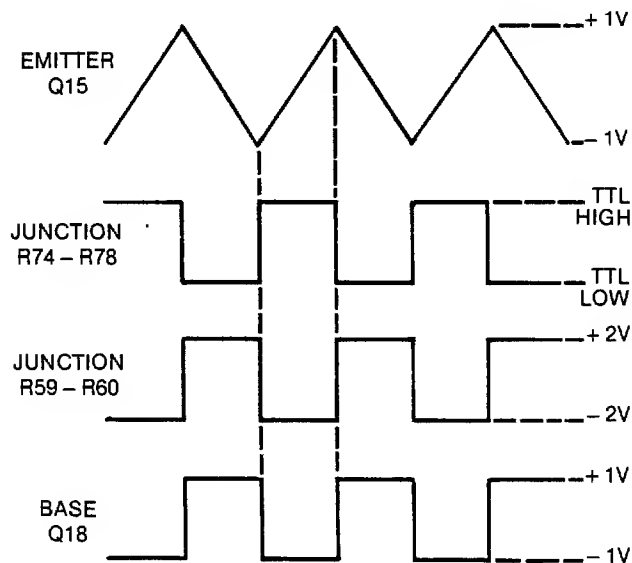 + 1V
EMITTER
Q15
– 1V
TTL
HIGH
JUNCTION
R74 – R78
TTL
LOW
+ 2V
JUNCTION
R59 – R60
– 2V
+ 1V
BASE
Q18
– 1V